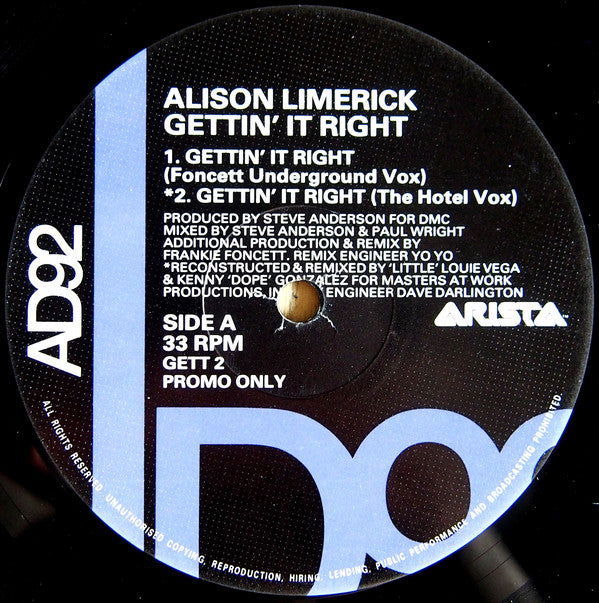 ALISON LIMERICK
GETTIN' IT RIGHT
1. GETTIN' IT RIGHT
(Foncett Underground Vox)
*2. GETTIN' IT RIGHT (The Hotel Vox)
PRODUCED BY STEVE ANDERSON FOR DMC
MIXED BY STEVE ANDERSON & PAUL WRIGHT
ADDITIONAL PRODUCTION & REMIX BY
FRANKIE FONCETT. REMIX ENGINEER YO YO
*RECONSTRUCTED & REMIXED BY 'LITTLE' LOUIE VEGA
& KENNY 'DOPE' GONZALEZ FOR MASTERS AT WORK
PRODUCTIONS, ENGINEER DAVE DARLINGTON
ARISTA™
SIDE A
33 RPM
GETT 2
PROMO ONLY
AD92
ALL RIGHTS RESERVED. UNAUTHORISED COPYING, REPRODUCTION, HIRING, LENDING, PUBLIC PERFORMANCE AND BROADCASTING PROHIBITED.